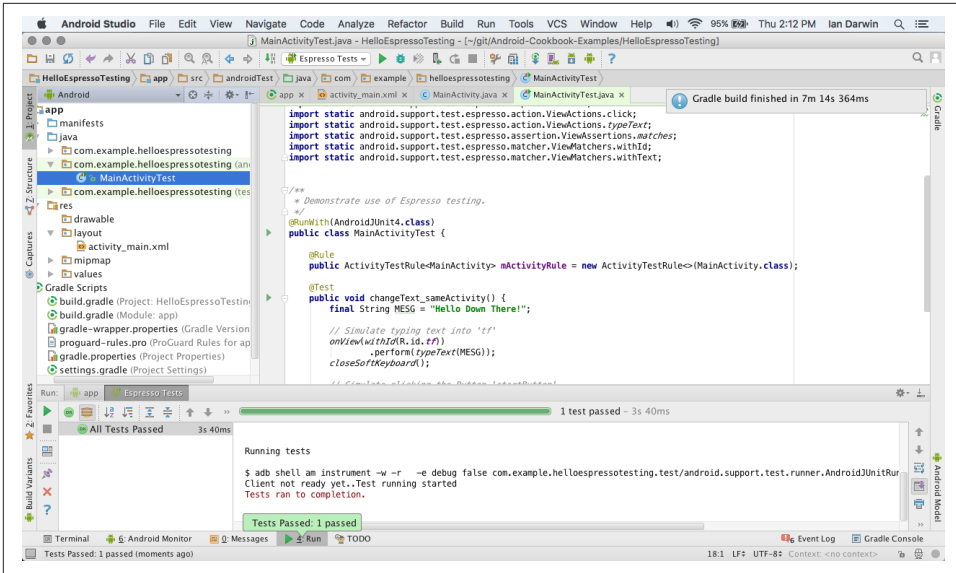 Android Studio File Edit View Navigate Code Analyze Refactor Build Run Tools VCS Window Help 95% Thu 2:12 PM Ian Darwin
MainActivityTest.java - HelloEspressoTesting - [~/git/Android-Cookbook-Examples/HelloEspressoTesting]
Espresso Tests
HelloEspressoTesting app src androidTest java com example helloespressotesting MainActivityTest
Android
app activity_main.xml MainActivity.java MainActivityTest.java
Gradle build finished in 7m 14s 364ms
1: Project
Z: Structure
Captures
2: Favorites
Build Variants
Gradle
Android Model
app
manifests
java
com.example.helloespressotesting
com.example.helloespressotesting (an
MainActivityTest
com.example.helloespressotesting (tes
res
drawable
layout
activity_main.xml
mipmap
values
Gradle Scripts
build.gradle (Project: HelloEspressoTestin
build.gradle (Module: app)
gradle-wrapper.properties (Gradle Version
proguard-rules.pro (ProGuard Rules for ap
gradle.properties (Project Properties)
settings.gradle (Project Settings)
import static android.support.test.espresso.action.ViewActions.click;
import static android.support.test.espresso.action.ViewActions.typeText;
import static android.support.test.espresso.assertion.ViewAssertions.matches;
import static android.support.test.espresso.matcher.ViewMatchers.withId;
import static android.support.test.espresso.matcher.ViewMatchers.withText;
/**
* Demonstrate use of Espresso testing.
*/
@RunWith(AndroidJUnit4.class)
public class MainActivityTest {
@Rule
public ActivityTestRule<MainActivity> mActivityRule = new ActivityTestRule<>(MainActivity.class);
@Test
public void changeText_sameActivity() {
final String MESG = "Hello Down There!";
// Simulate typing text into 'tf'
onView(withId(R.id.tf))
.perform(typeText(MESG));
closeSoftKeyboard();
Run: app Espresso Tests
1 test passed - 3s 40ms
All Tests Passed 3s 40ms
Running tests
$ adb shell am instrument -w -r -e debug false com.example.helloespressotesting.test/android.support.test.runner.AndroidJUnitRun
Client not ready yet..Test running started
Tests ran to completion.
Tests Passed: 1 passed
Terminal 6: Android Monitor 0: Messages 4: Run TODO Event Log Gradle Console
Tests Passed: 1 passed (moments ago) 18:1 LF UTF-8 Context: <no context>